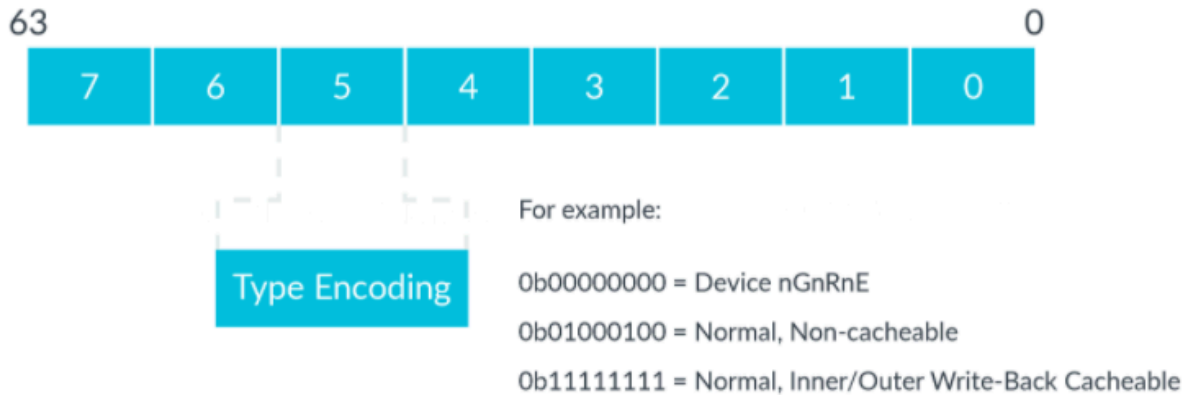 63 0
7 6 5 4 3 2 1 0
For example:
Type Encoding
0b00000000 = Device nGnRnE
0b01000100 = Normal, Non-cacheable
0b11111111 = Normal, Inner/Outer Write-Back Cacheable